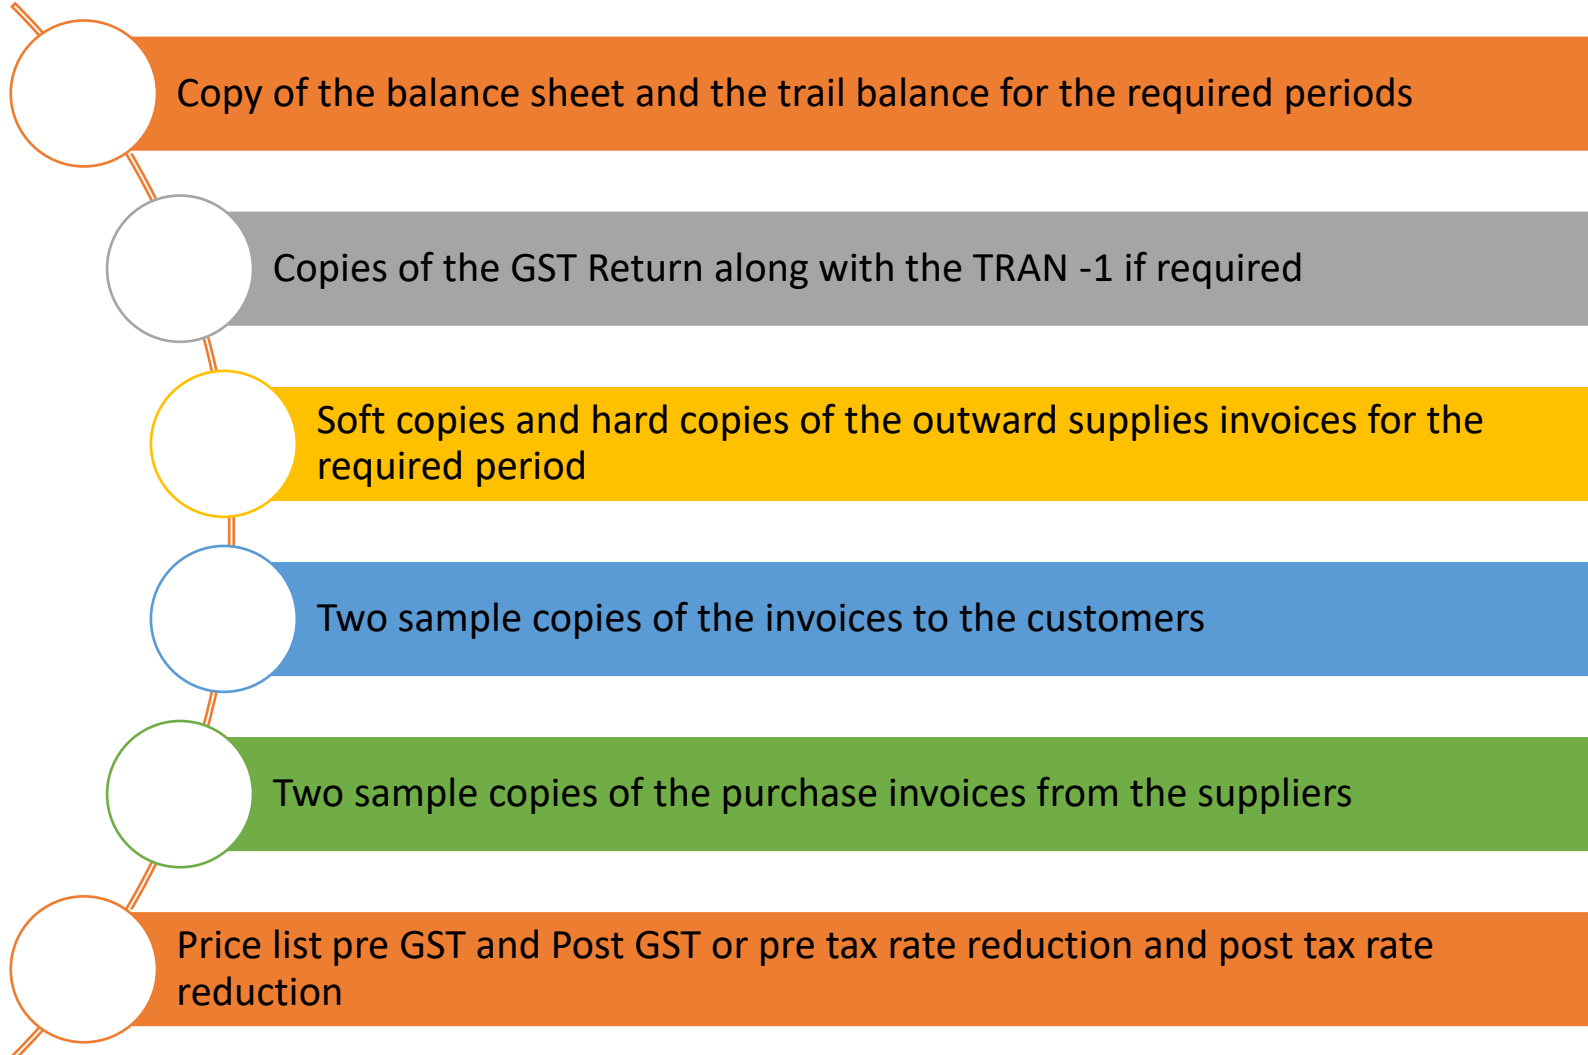 Copy of the balance sheet and the trail balance for the required periods
Copies of the GST Return along with the TRAN -1 if required
Soft copies and hard copies of the outward supplies invoices for the
required period
Two sample copies of the invoices to the customers
Two sample copies of the purchase invoices from the suppliers
Price list pre GST and Post GST or pre tax rate reduction and post tax rate
reduction